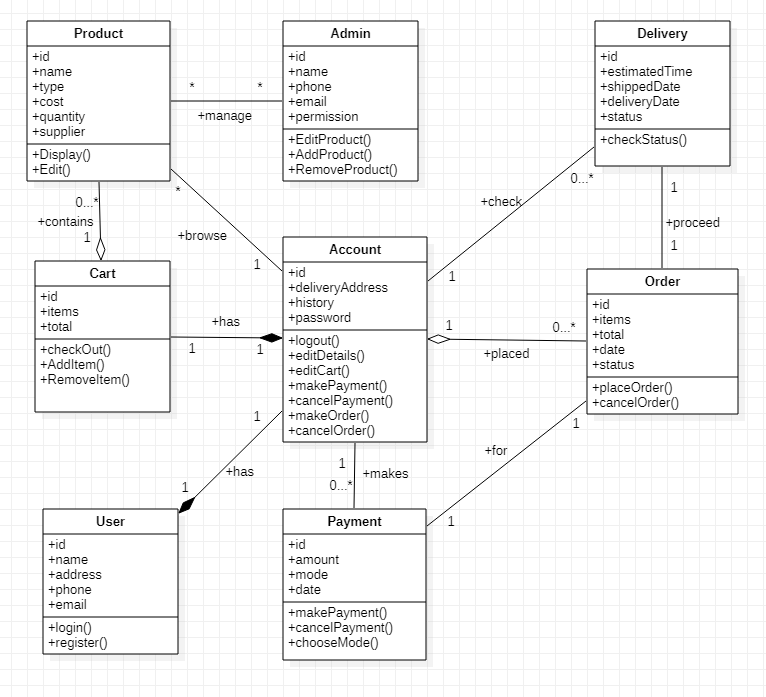 Product
+id
+name
+type
+cost
+quantity
+supplier
+Display()
+Edit()
*
*
+manage
Admin
+id
+name
+phone
+email
+permission
+EditProduct()
+AddProduct()
+RemoveProduct()
Delivery
+id
+estimatedTime
+shippedDate
+deliveryDate
+status
+checkStatus()
0...*
+contains
1
*
+browse
1
0...*
+check
1
1
+proceed
1
Cart
+id
+items
+total
+checkOut()
+AddItem()
+RemoveItem()
+has
1
1
Account
+id
+deliveryAddress
+history
+password
+logout()
+editDetails()
+editCart()
+makePayment()
+cancelPayment()
+makeOrder()
+cancelOrder()
1
0...*
+placed
Order
+id
+items
+total
+date
+status
+placeOrder()
+cancelOrder()
1
+has
1
1
+makes
0...*
1
+for
1
User
+id
+name
+address
+phone
+email
+login()
+register()
Payment
+id
+amount
+mode
+date
+makePayment()
+cancelPayment()
+chooseMode()